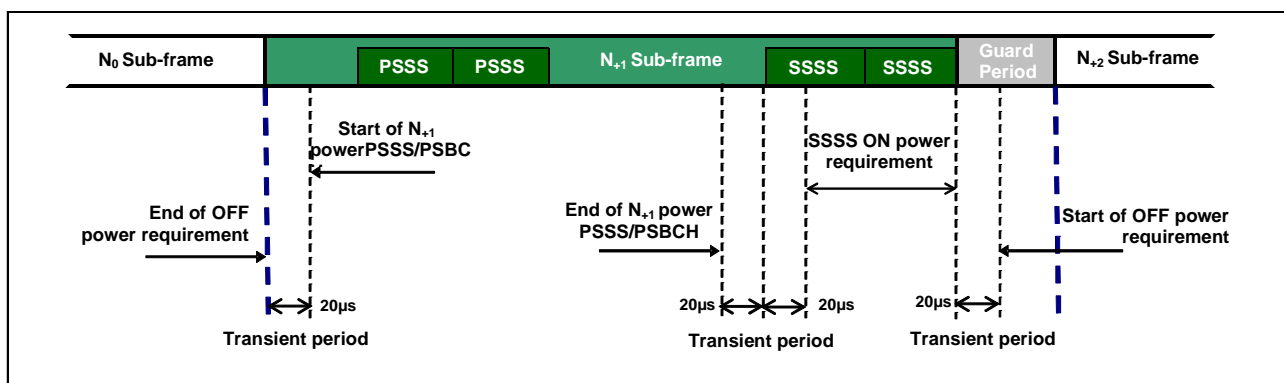 N₀ Sub-frame
PSSS
PSSS
N₊₁ Sub-frame
SSSS
SSSS
Guard
Period
N₊₂ Sub-frame
Start of N₊₁
powerPSSS/PSBC
SSSS ON power
requirement
End of OFF
power requirement
End of N₊₁ power
PSSS/PSBCH
Start of OFF power
requirement
20µs
20µs
20µs
20µs
Transient period
Transient period
Transient period